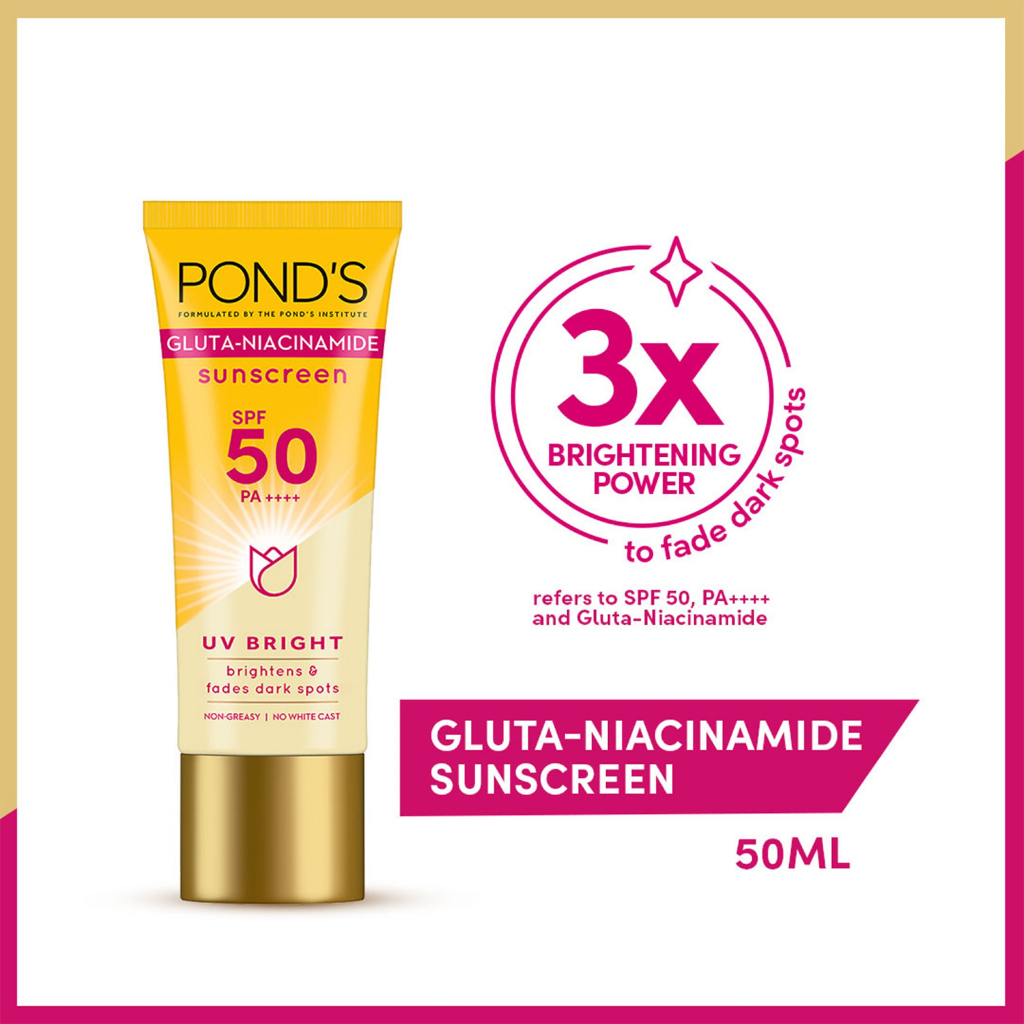 POND'S
FORMULATED BY THE POND'S INSTITUTE
GLUTA-NIACINAMIDE
sunscreen
SPF
50
PA ++++
UV BRIGHT
brightens &
fades dark spots
NON-GREASY | NO WHITE CAST
3x
BRIGHTENING
POWER
to fade dark spots
refers to SPF 50, PA++++
and Gluta-Niacinamide
GLUTA-NIACINAMIDE
SUNSCREEN
50ML